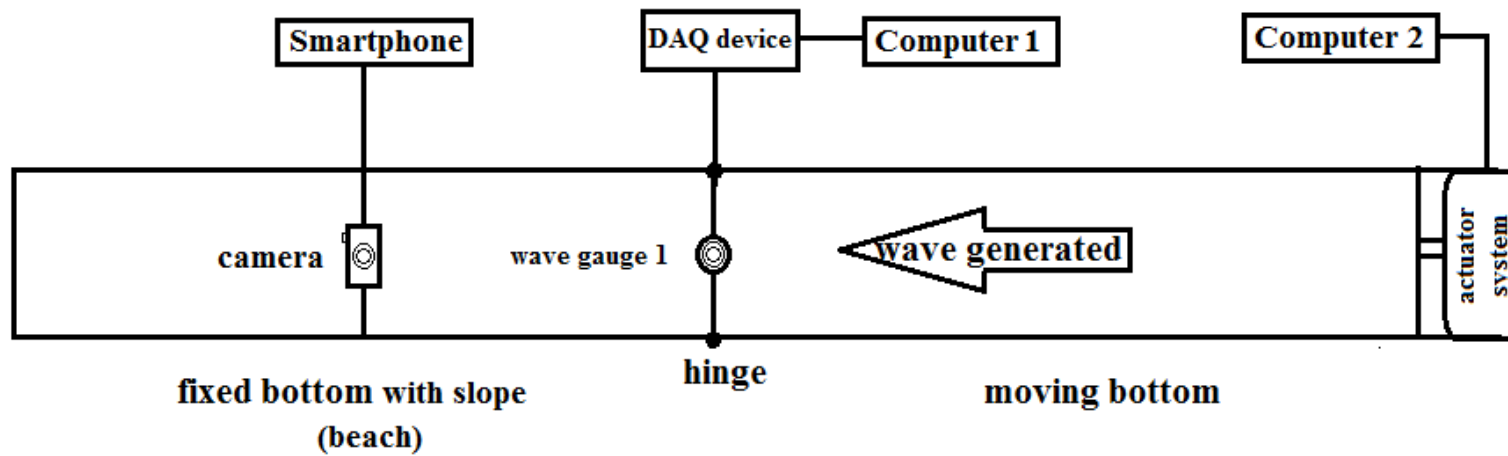 Smartphone
DAQ device
Computer 1
Computer 2
camera
wave gauge 1
wave generated
actuator
system
hinge
fixed bottom with slope
(beach)
moving bottom